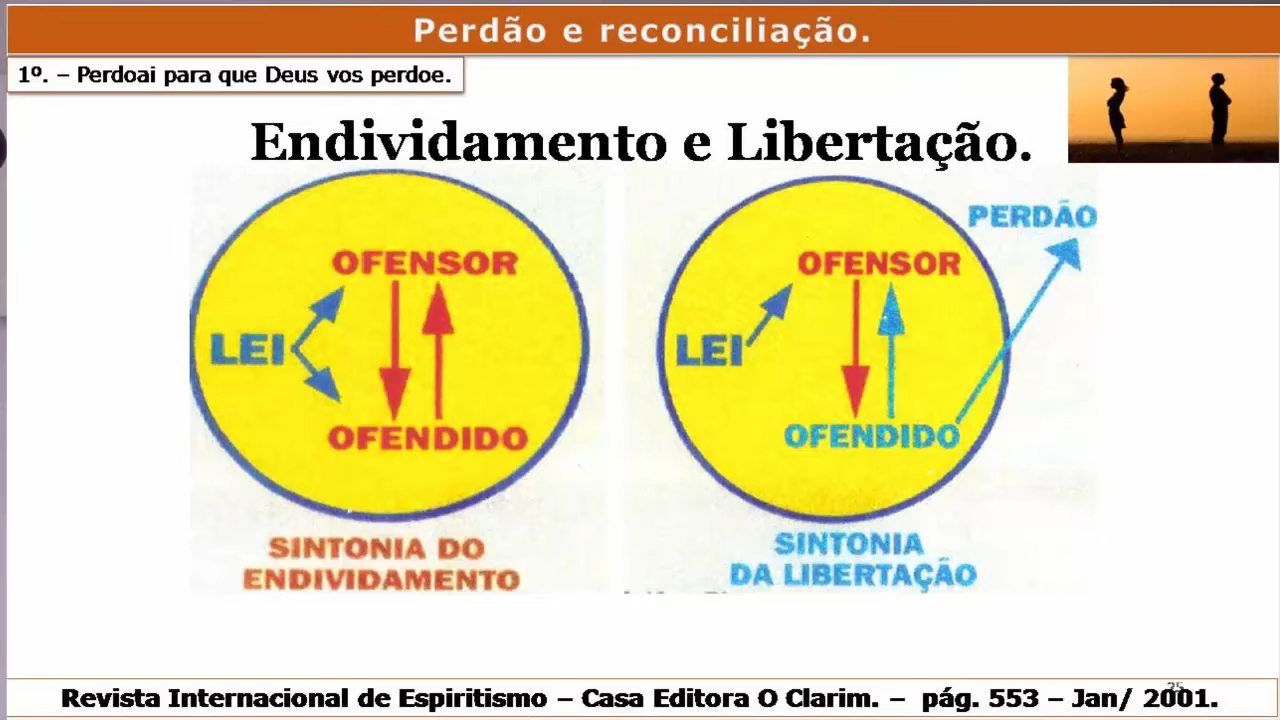 Perdão e reconciliação.
1º. – Perdoai para que Deus vos perdoe.
Endividamento e Libertação.
OFENSOR
LEI
OFENDIDO
SINTONIA DO
ENDIVIDAMENTO
PERDÃO
OFENSOR
LEI
OFENDIDO
SINTONIA
DA LIBERTAÇÃO
25
Revista Internacional de Espiritismo – Casa Editora O Clarim. – pág. 553 – Jan/ 2001.